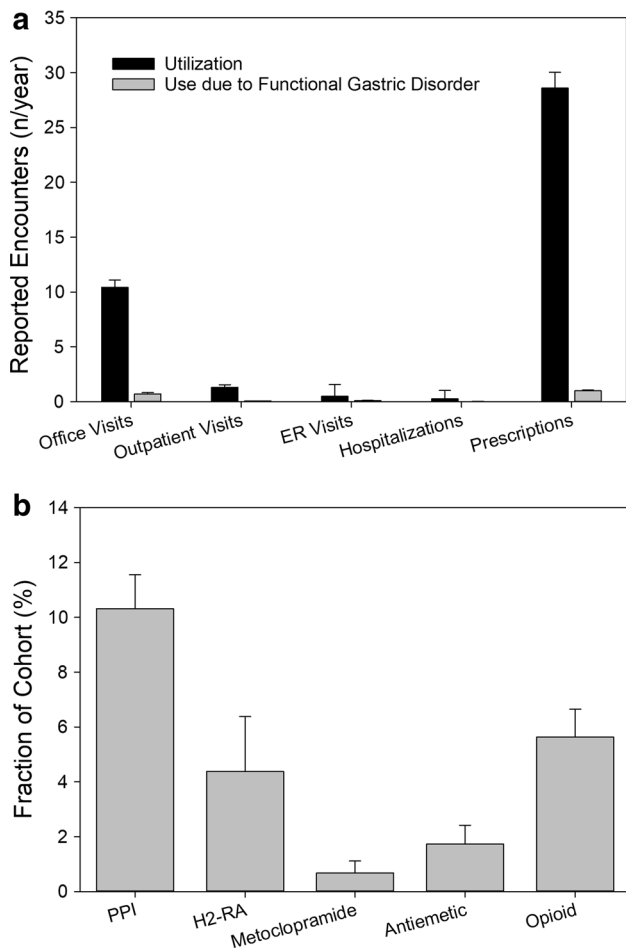 a
Reported Encounters (n/year)
35
30
25
20
15
10
5
0
Utilization
Use due to Functional Gastric Disorder
Office Visits
Outpatient Visits
ER Visits
Hospitalizations
Prescriptions
b
Fraction of Cohort (%)
14
12
10
8
6
4
2
0
PPI
H2-RA
Metoclopramide
Antiemetic
Opioid